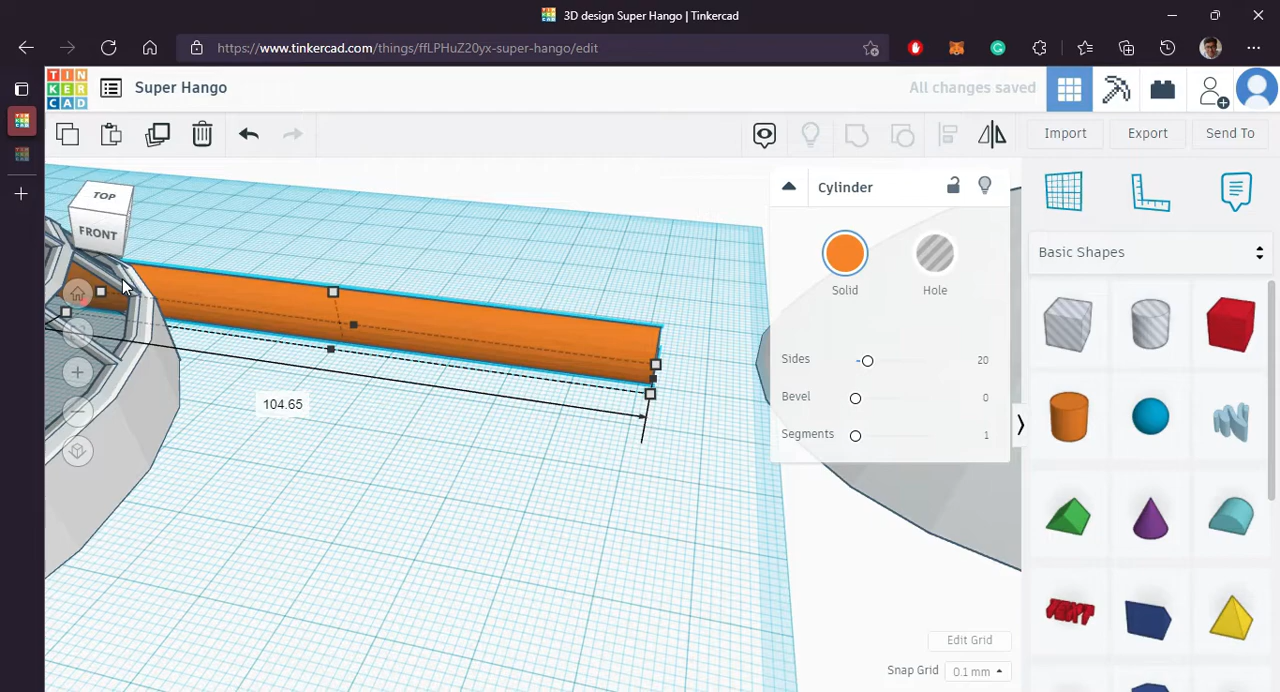 3D design Super Hango | Tinkercad
https://www.tinkercad.com/things/ffLPHuZ20yx-super-hango/edit
TIN
KER
CAD
Super Hango
All changes saved
Import
Export
Send To
TOP
FRONT
Cylinder
Solid
Hole
Sides
20
Bevel
0
Segments
1
104.65
Basic Shapes
TEXT
Edit Grid
Snap Grid
0.1 mm